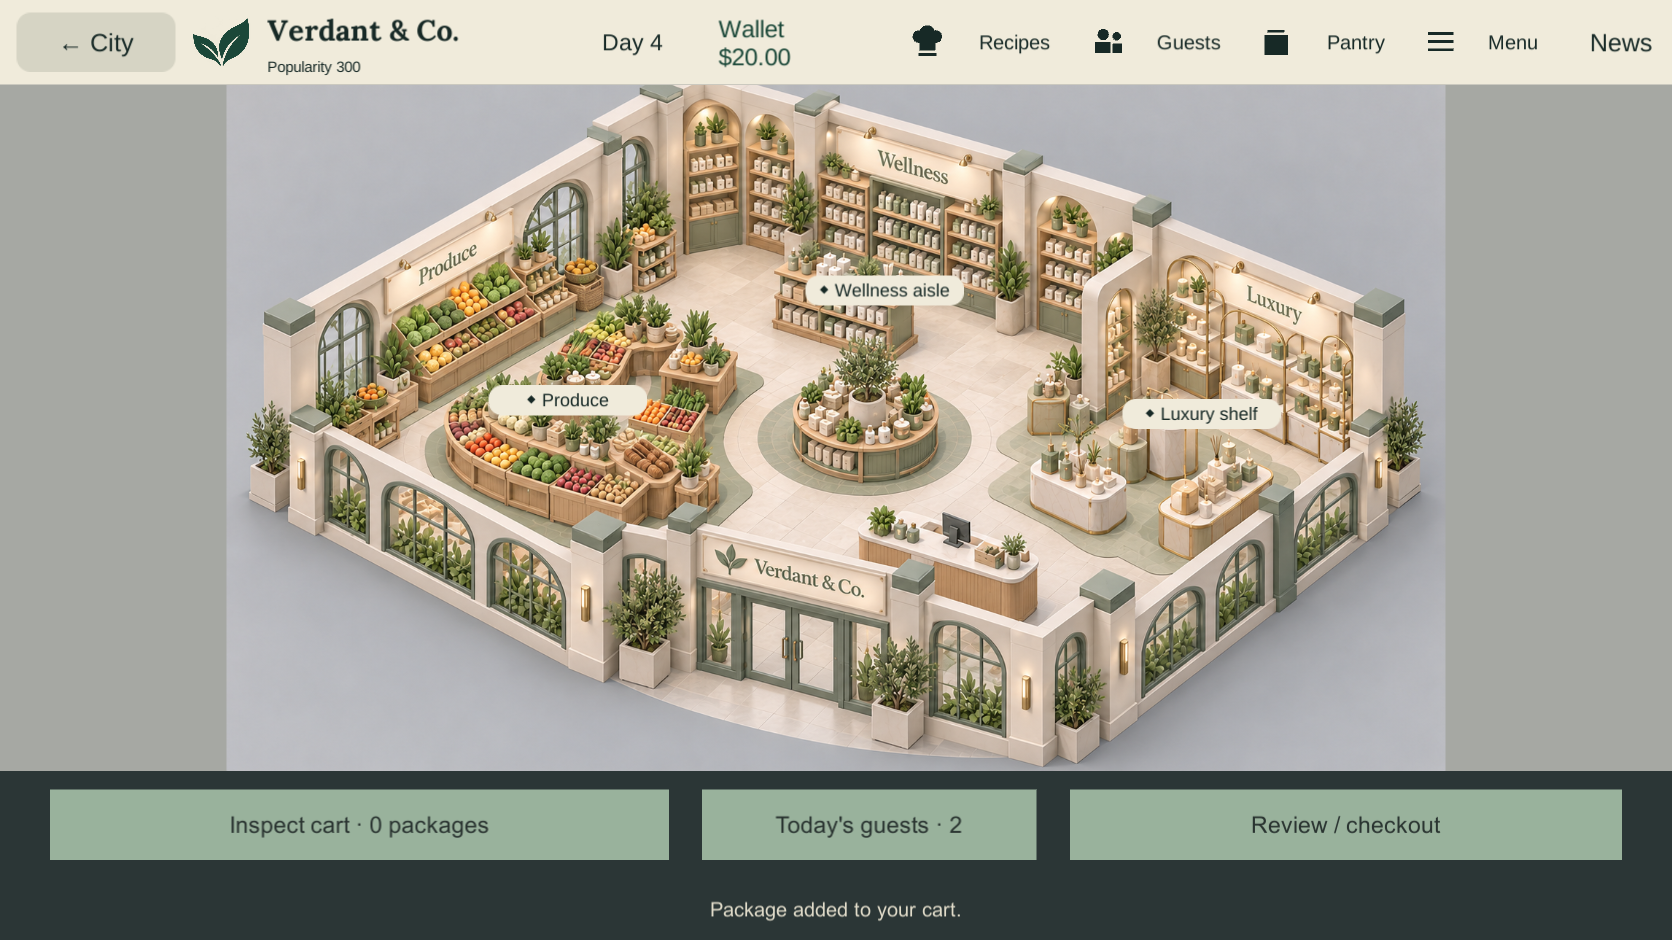 ← City
Verdant & Co.
Popularity 300
Day 4
Wallet
$20.00
Recipes
Guests
Pantry
Menu
News
Wellness
Produce
Luxury
Wellness aisle
Produce
Luxury shelf
Verdant & Co.
Inspect cart · 0 packages
Today's guests · 2
Review / checkout
Package added to your cart.